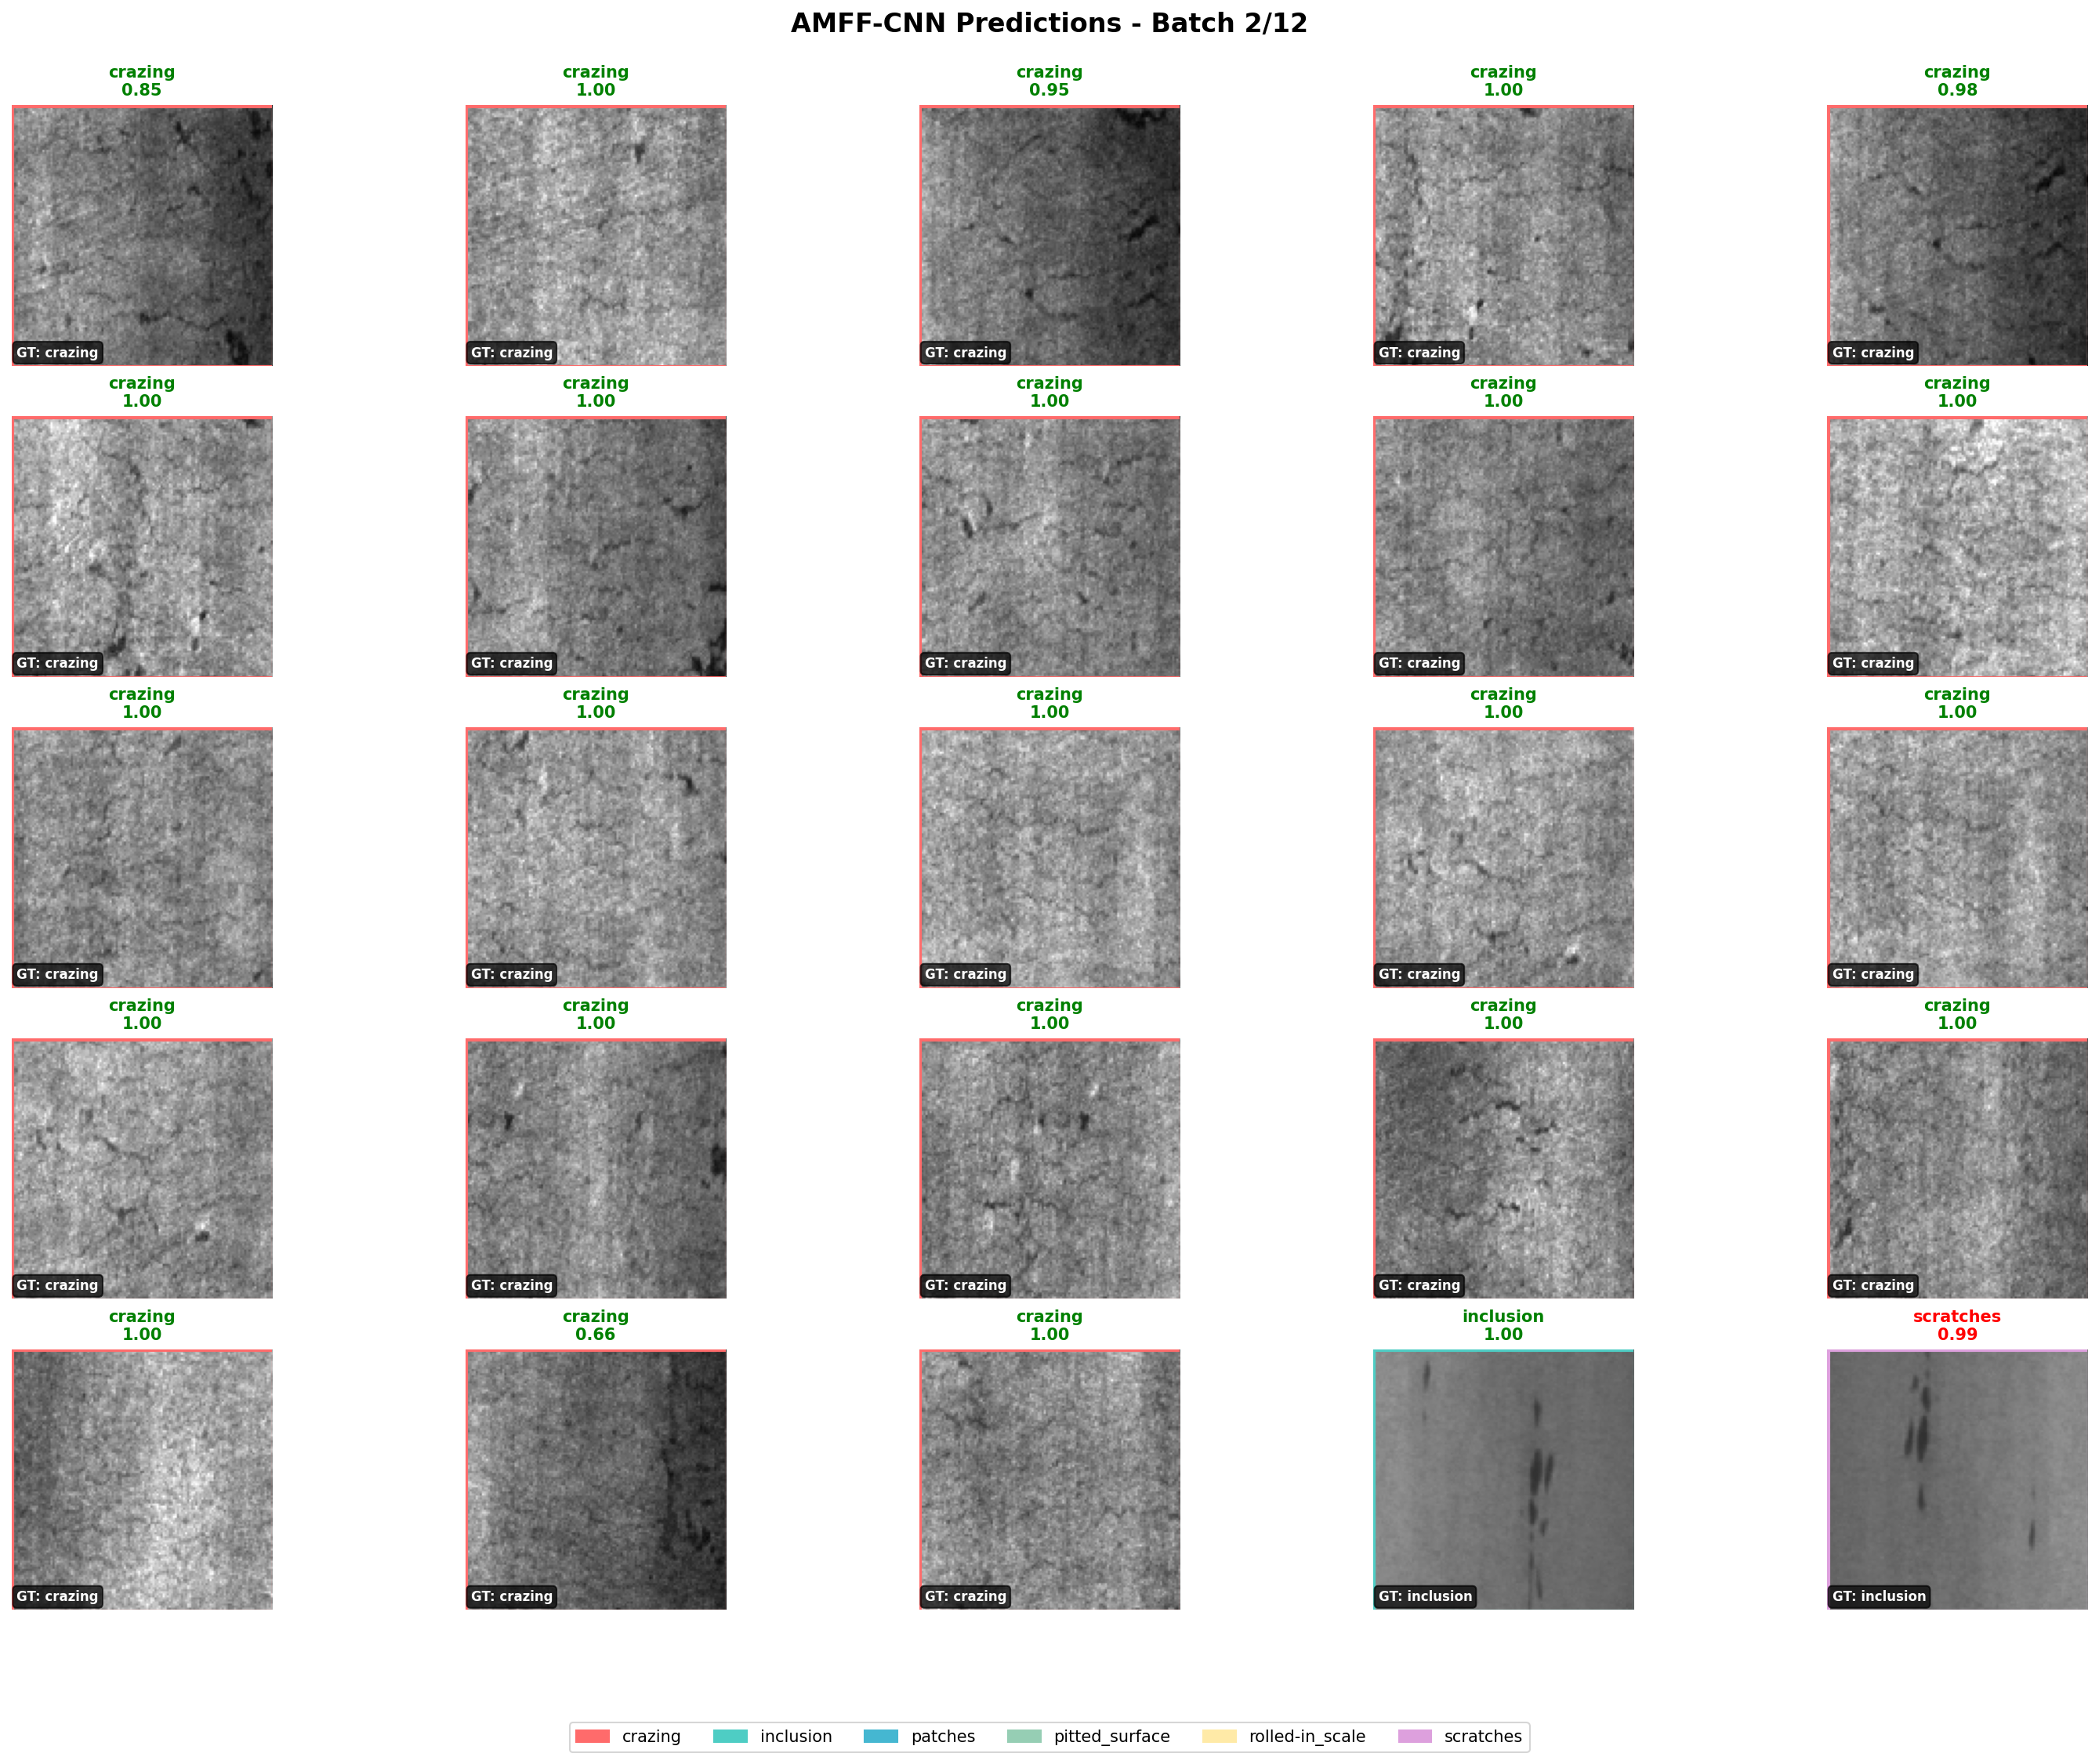 AMFF-CNN Predictions - Batch 2/12
crazing
0.85
crazing
1.00
crazing
0.95
crazing
1.00
crazing
0.98
GT: crazing
GT: crazing
GT: crazing
GT: crazing
GT: crazing
crazing
1.00
crazing
1.00
crazing
1.00
crazing
1.00
crazing
1.00
GT: crazing
GT: crazing
GT: crazing
GT: crazing
GT: crazing
crazing
1.00
crazing
1.00
crazing
1.00
crazing
1.00
crazing
1.00
GT: crazing
GT: crazing
GT: crazing
GT: crazing
GT: crazing
crazing
1.00
crazing
1.00
crazing
1.00
crazing
1.00
crazing
1.00
GT: crazing
GT: crazing
GT: crazing
GT: crazing
GT: crazing
crazing
1.00
crazing
0.66
crazing
1.00
inclusion
1.00
scratches
0.99
GT: crazing
GT: crazing
GT: crazing
GT: inclusion
GT: inclusion
crazing inclusion patches pitted_surface rolled-in_scale scratches